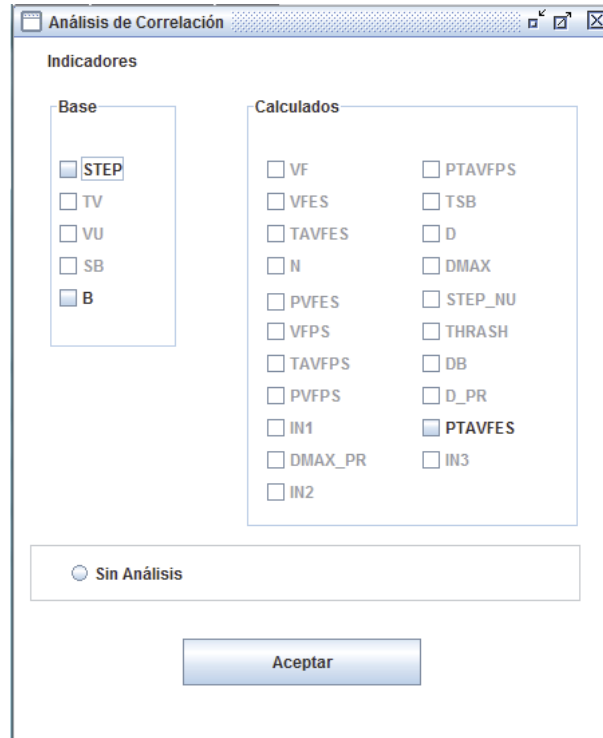 Análisis de Correlación
Indicadores
Base
STEP
TV
VU
SB
B
Calculados
VF
VFES
TAVFES
N
PVFES
VFPS
TAVFPS
PVFPS
IN1
DMAX_PR
IN2
PTAVFPS
TSB
D
DMAX
STEP_NU
THRASH
DB
D_PR
PTAVFES
IN3
Sin Análisis
Aceptar